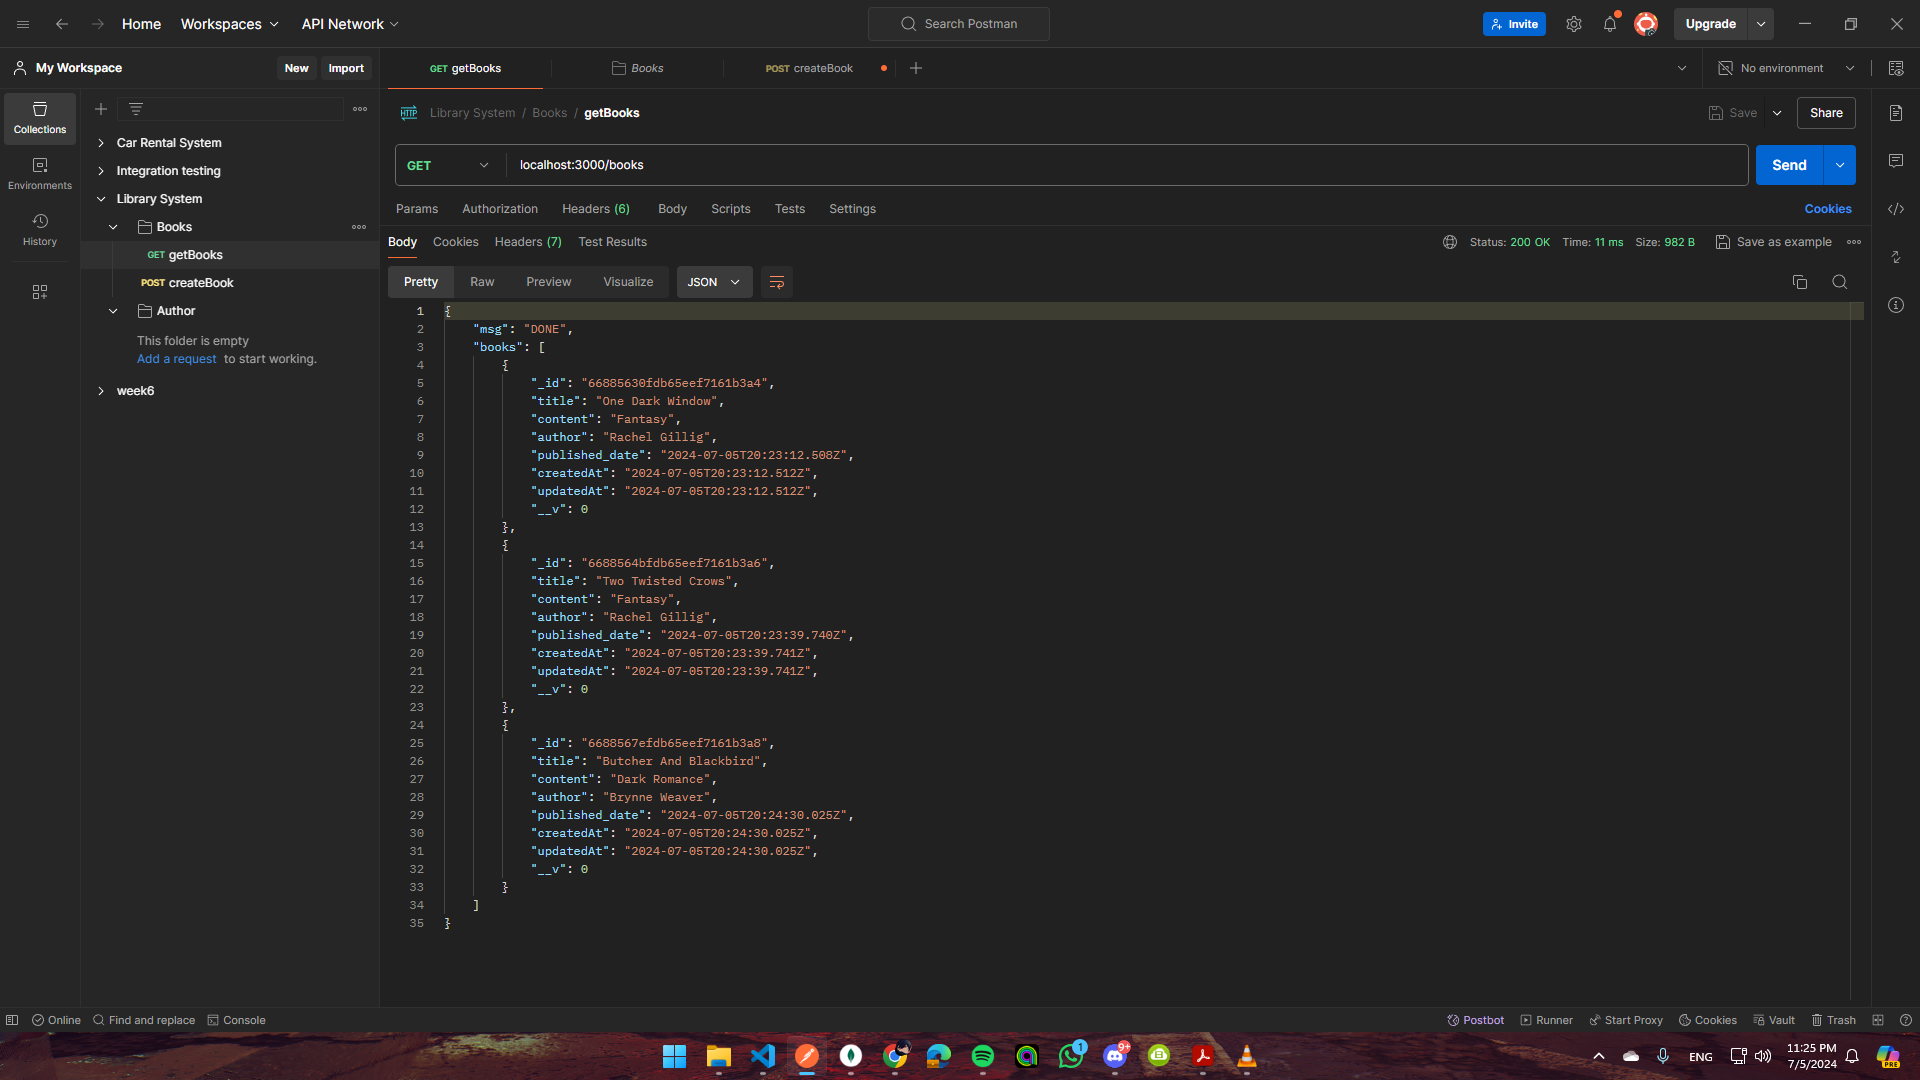 Home Workspaces API Network Search Postman Invite Upgrade
My Workspace New Import GET getBooks Books POST createBook No environment
Collections
Environments
History
Car Rental System
Integration testing
Library System
Books
GET getBooks
POST createBook
Author
This folder is empty
Add a request to start working.
week6
HTTP Library System / Books / getBooks Save Share
GET localhost:3000/books Send
Params Authorization Headers (6) Body Scripts Tests Settings Cookies
Body Cookies Headers (7) Test Results Status: 200 OK Time: 11 ms Size: 982 B Save as example
Pretty Raw Preview Visualize JSON
1 {
2 "msg": "DONE",
3 "books": [
4 {
5 "_id": "66885630fdb65eef7161b3a4",
6 "title": "One Dark Window",
7 "content": "Fantasy",
8 "author": "Rachel Gillig",
9 "published_date": "2024-07-05T20:23:12.508Z",
10 "createdAt": "2024-07-05T20:23:12.512Z",
11 "updatedAt": "2024-07-05T20:23:12.512Z",
12 "__v": 0
13 },
14 {
15 "_id": "6688564bfdb65eef7161b3a6",
16 "title": "Two Twisted Crows",
17 "content": "Fantasy",
18 "author": "Rachel Gillig",
19 "published_date": "2024-07-05T20:23:39.740Z",
20 "createdAt": "2024-07-05T20:23:39.741Z",
21 "updatedAt": "2024-07-05T20:23:39.741Z",
22 "__v": 0
23 },
24 {
25 "_id": "6688567efdb65eef7161b3a8",
26 "title": "Butcher And Blackbird",
27 "content": "Dark Romance",
28 "author": "Brynne Weaver",
29 "published_date": "2024-07-05T20:24:30.025Z",
30 "createdAt": "2024-07-05T20:24:30.025Z",
31 "updatedAt": "2024-07-05T20:24:30.025Z",
32 "__v": 0
33 }
34 ]
35 }
Online Find and replace Console Postbot Runner Start Proxy Cookies Vault Trash
1 9+ ENG 11:25 PM
7/5/2024
PRE